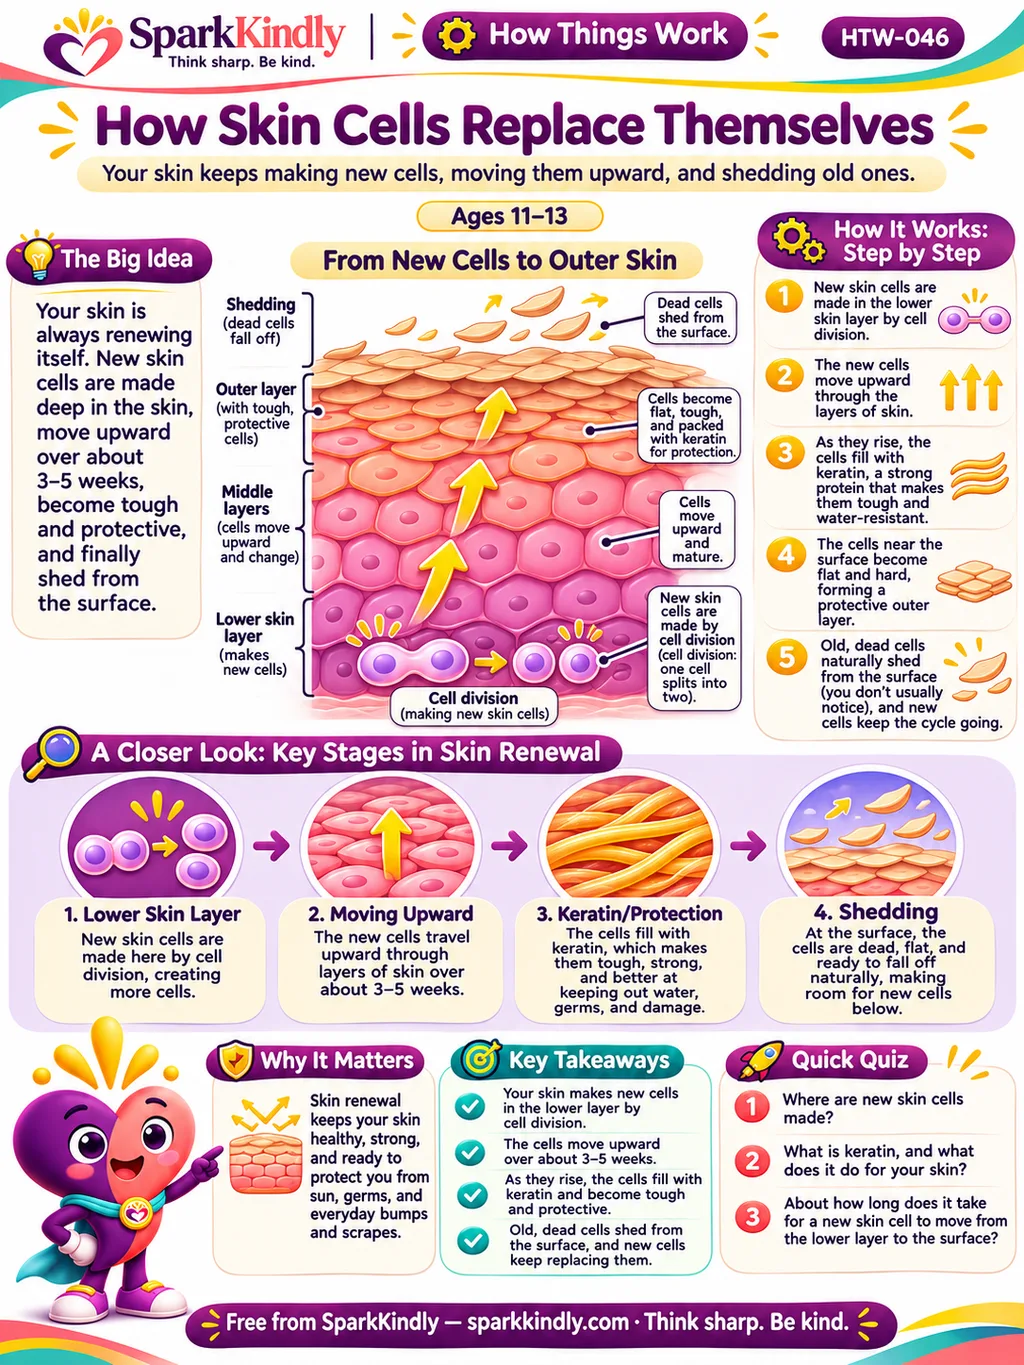 SparkKindly
Think sharp. Be kind.
How Things Work
HTW-046
How Skin Cells Replace Themselves
Your skin keeps making new cells, moving them upward, and shedding old ones.
Ages 11–13
The Big Idea
Your skin is
always renewing
itself. New skin
cells are made
deep in the skin,
move upward
over about
3–5 weeks,
become tough
and protective,
and finally
shed from
the surface.
From New Cells to Outer Skin
Shedding
(dead cells
fall off)
Outer layer
(with tough,
protective
cells)
Middle
layers
(cells move
upward
and change)
Lower skin
layer
(makes
new cells)
Dead cells
shed from
the surface.
Cells become
flat, tough,
and packed
with keratin
for protection.
Cells
move
upward
and
mature.
New skin
cells are
made by
cell division
(cell division:
one cell
splits into
two).
Cell division
(making new skin cells)
How It Works:
Step by Step
1
New skin cells are
made in the lower
skin layer by cell
division.
2
The new cells
move upward
through the
layers of skin.
3
As they rise, the
cells fill with
keratin, a strong
protein that makes
them tough and
water-resistant.
4
The cells near the
surface become
flat and hard,
forming a
protective outer
layer.
5
Old, dead cells
naturally shed
from the surface
(you don't usually
notice), and new
cells keep the cycle going.
A Closer Look: Key Stages in Skin Renewal
1. Lower Skin Layer
New skin cells are
made here by cell
division, creating
more cells.
2. Moving Upward
The new cells travel
upward through
layers of skin over
about 3–5 weeks.
3. Keratin/Protection
The cells fill with
keratin, which makes
them tough, strong,
and better at
keeping out water,
germs, and damage.
4. Shedding
At the surface, the
cells are dead, flat, and
ready to fall off
naturally, making
room for new cells
below.
Why It Matters
Skin renewal
keeps your skin
healthy, strong,
and ready to
protect you from
sun, germs, and
everyday bumps
and scrapes.
Key Takeaways
Your skin makes new cells
in the lower layer by
cell division.
The cells move upward
over about 3–5 weeks.
As they rise, the cells fill with
keratin and become tough
and protective.
Old, dead cells shed from
the surface, and new cells
keep replacing them.
Quick Quiz
1
Where are new skin cells
made?
2
What is keratin, and what
does it do for your skin?
3
About how long does it take
for a new skin cell to move from
the lower layer to the surface?
Free from SparkKindly — sparkkindly.com · Think sharp. Be kind.